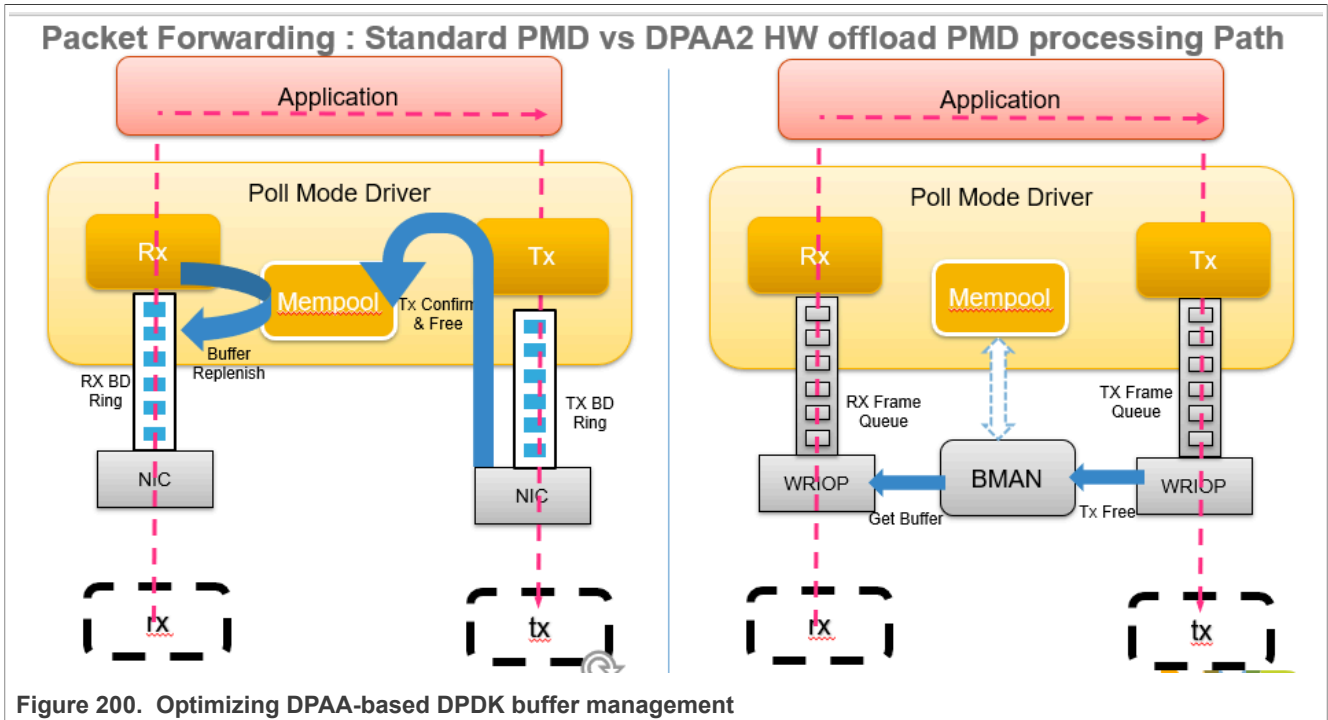 Packet Forwarding : Standard PMD vs DPAA2 HW offload PMD processing Path
Application
Poll Mode Driver
Rx
Tx
Mempool
Tx Confirm
& Free
Buffer
Replenish
RX BD
Ring
TX BD
Ring
NIC
NIC
rx
tx
Application
Poll Mode Driver
Rx
Tx
Mempool
RX Frame
Queue
TX Frame
Queue
WRIOP
BMAN
WRIOP
Get Buffer
Tx Free
rx
tx
Figure 200. Optimizing DPAA-based DPDK buffer management